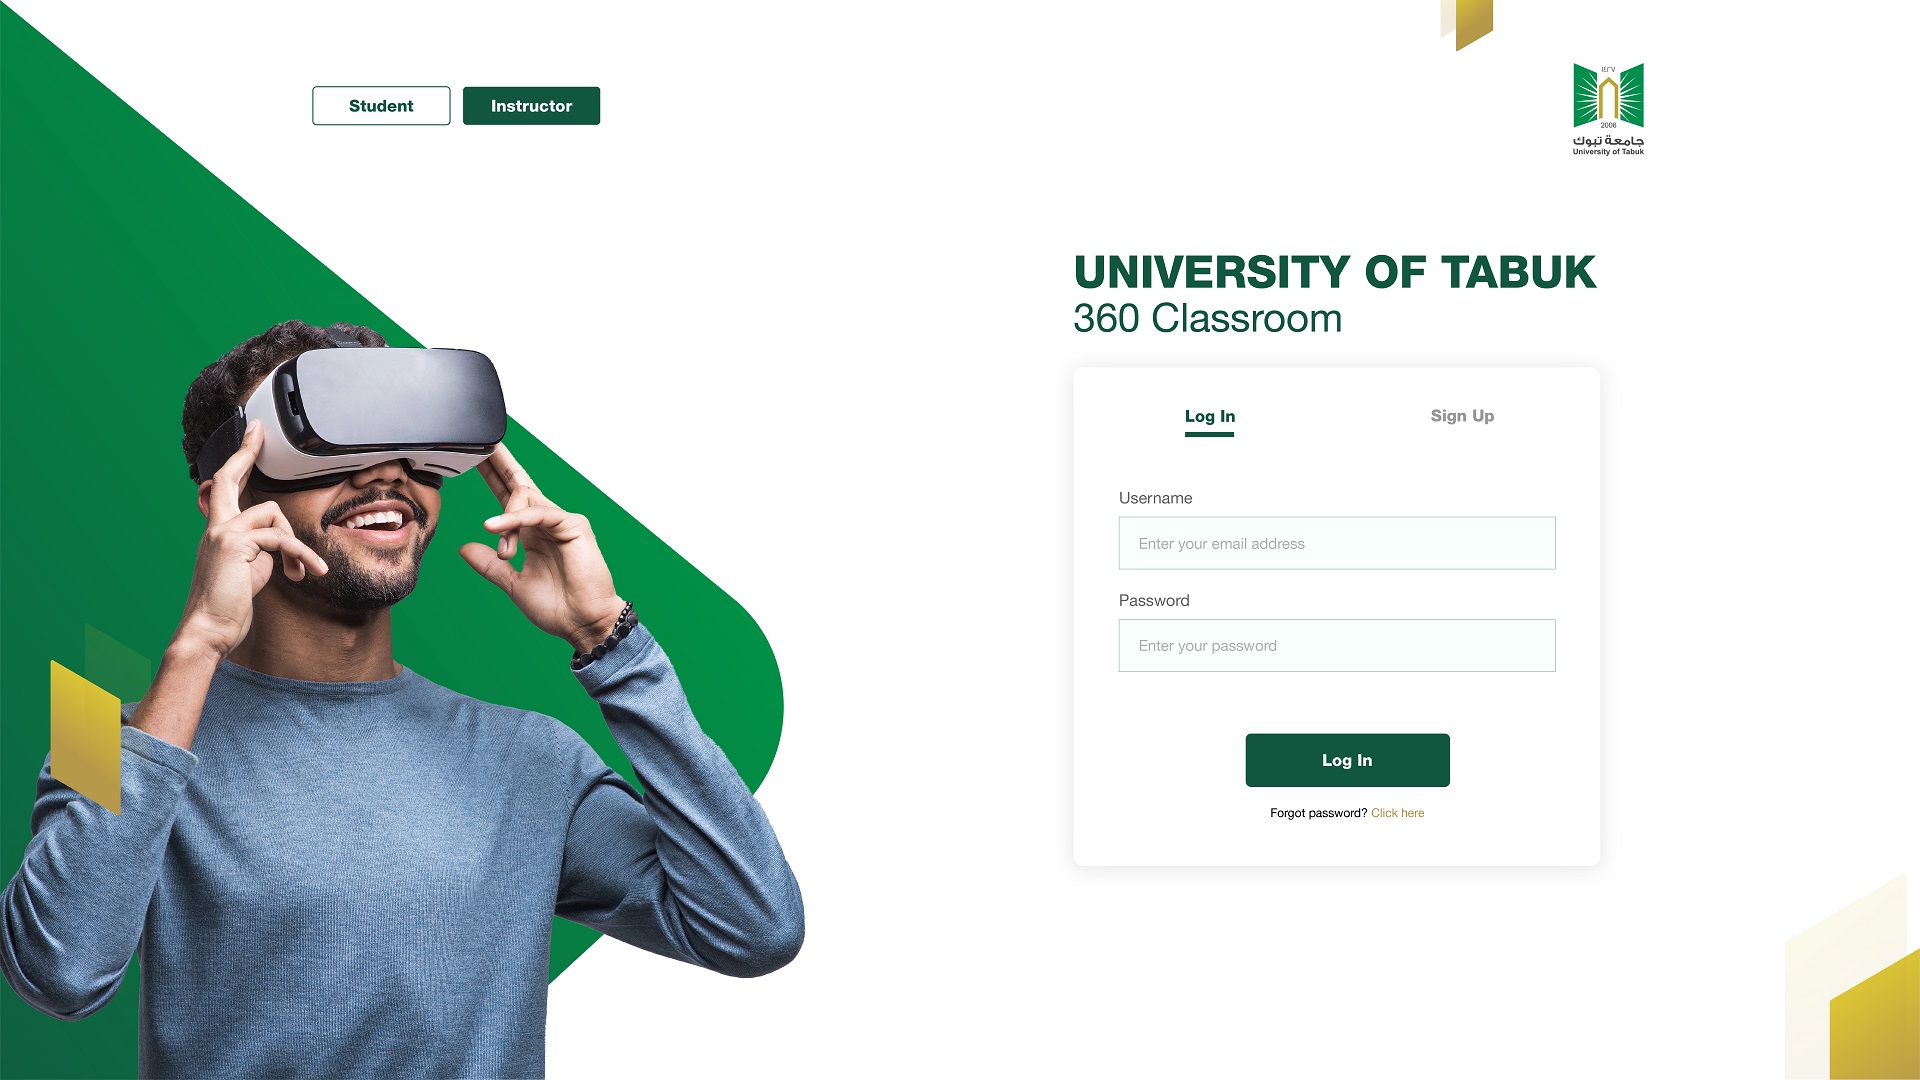 Student
Instructor
١٤٢٧
2006
جامعة تبوك
University of Tabuk
UNIVERSITY OF TABUK
360 Classroom
Log In
Sign Up
Username
Enter your email address
Password
Enter your password
Log In
Forgot password? Click here